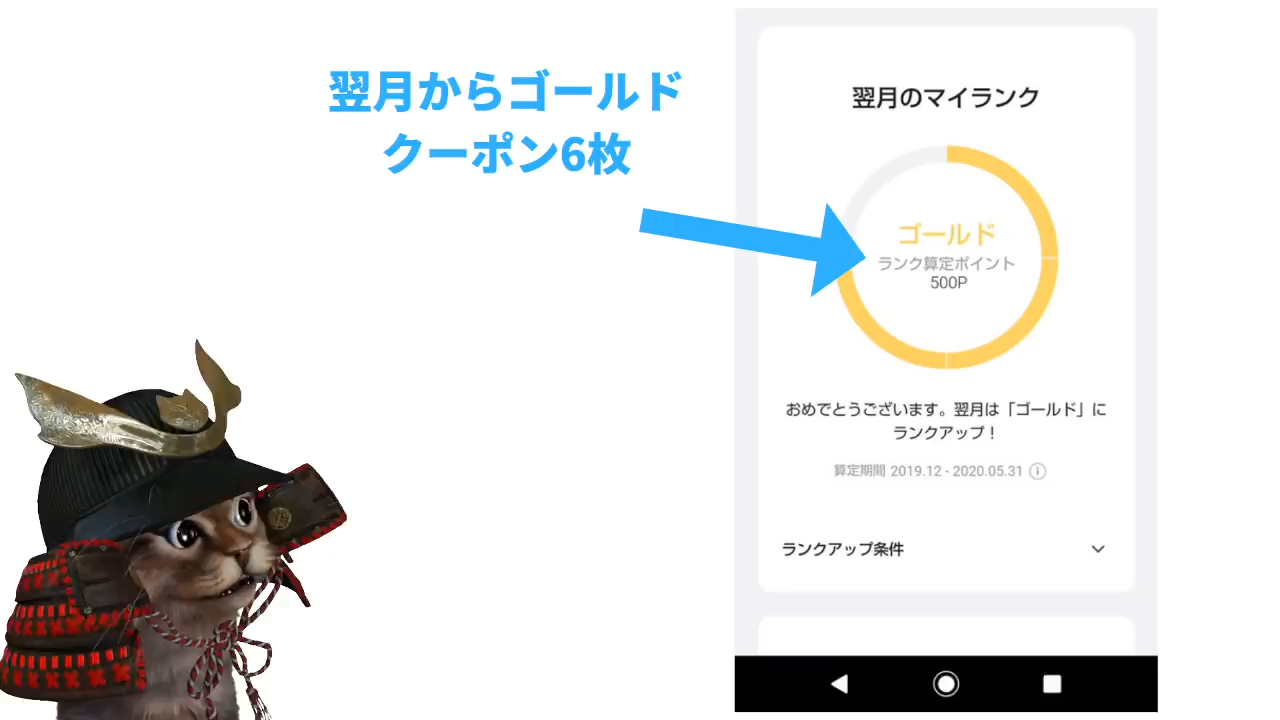 翌月からゴールド
クーポン6枚
翌月のマイランク
ゴールド
ランク算定ポイント
500P
おめでとうございます。翌月は「ゴールド」に
ランクアップ！
算定期間 2019.12 - 2020.05.31
ランクアップ条件